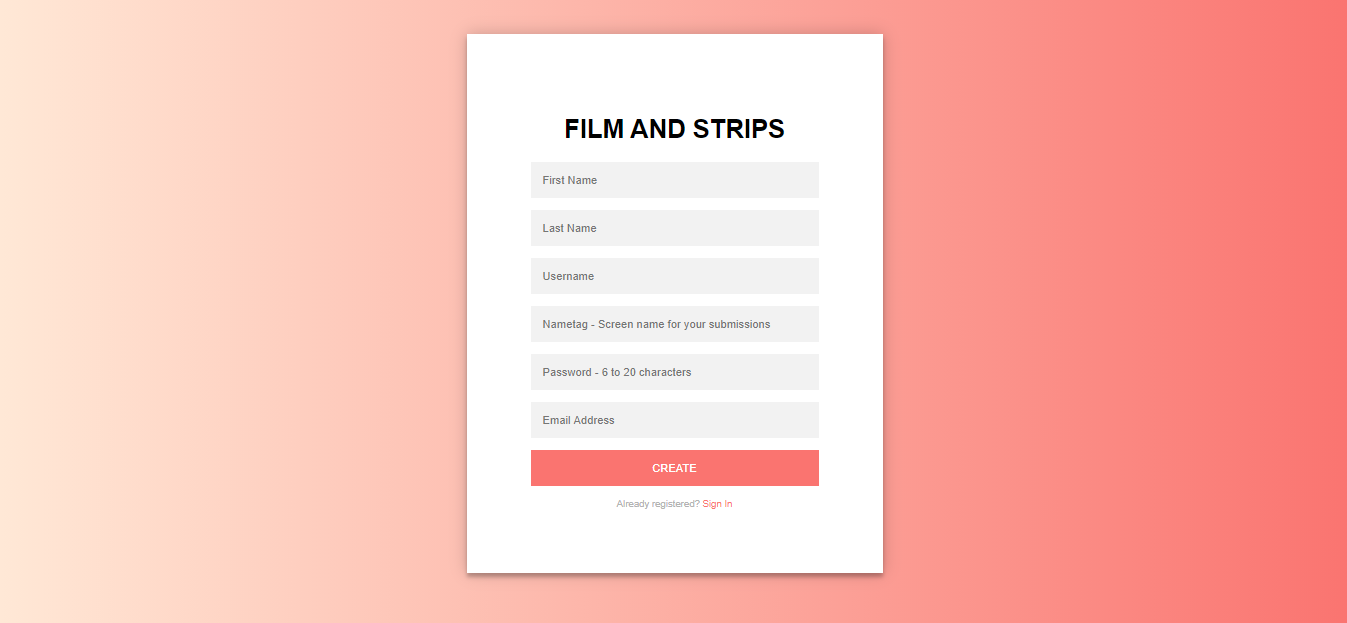 FILM AND STRIPS
First Name
Last Name
Username
Nametag - Screen name for your submissions
Password - 6 to 20 characters
Email Address
CREATE
Already registered? Sign In